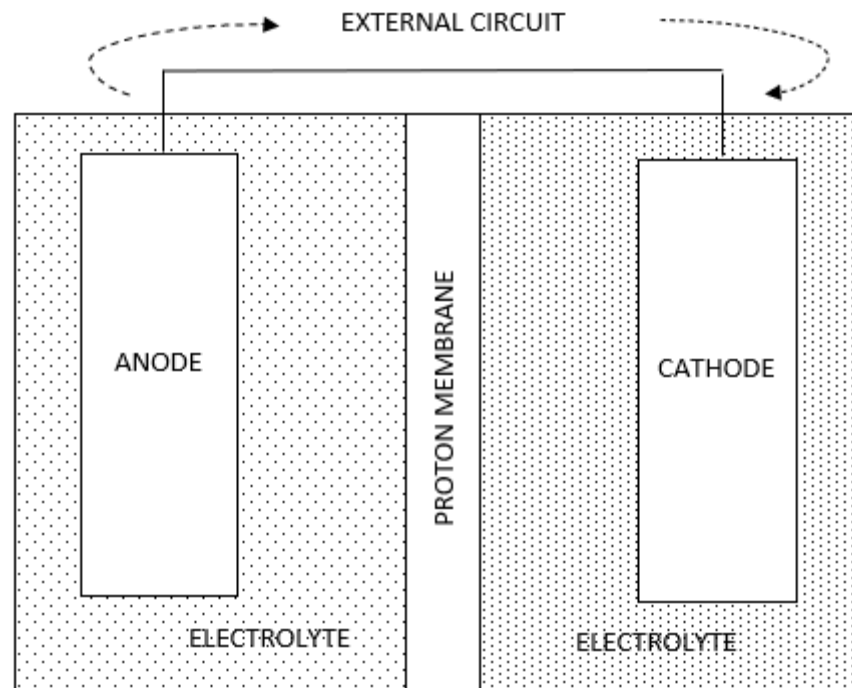 EXTERNAL CIRCUIT
ANODE
PROTON MEMBRANE
CATHODE
ELECTROLYTE
ELECTROLYTE